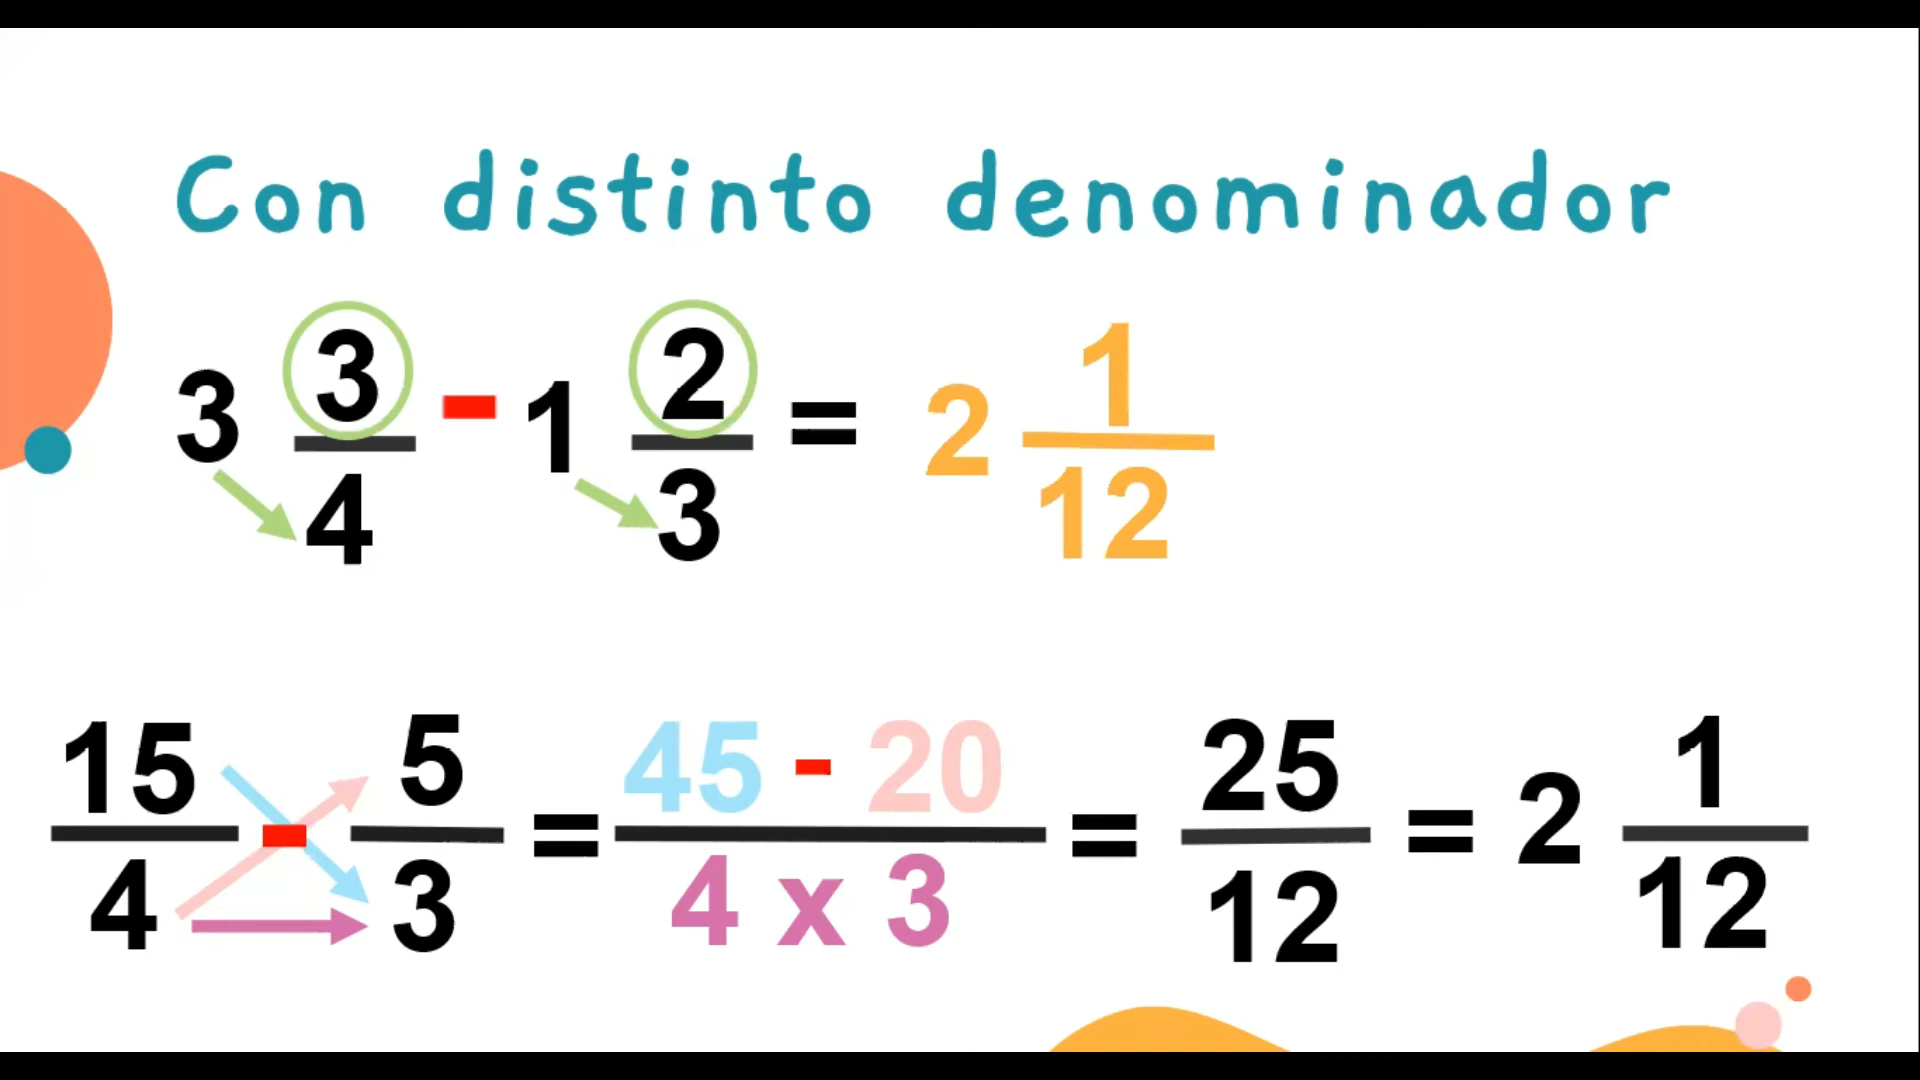 Con distinto denominador
3 3/4 - 1 2/3 = 2 1/12
15/4 - 5/3 = 45 - 20/4 x 3 = 25/12 = 2 1/12